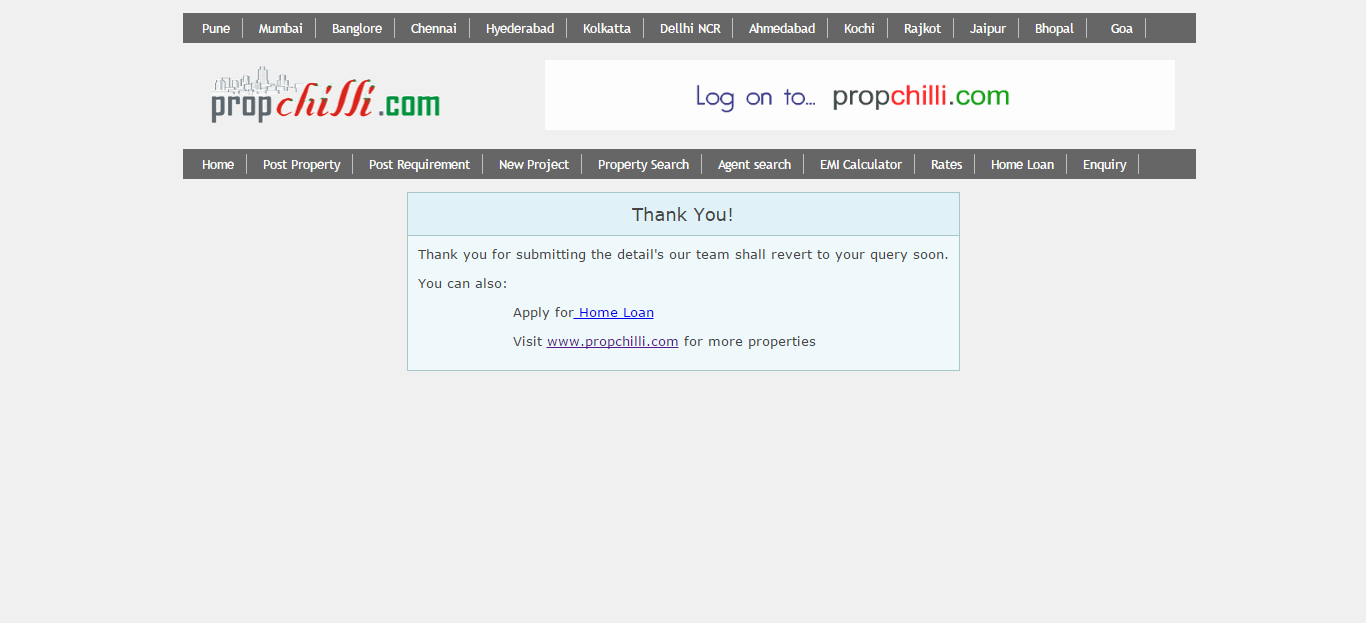 Pune Mumbai Banglore Chennai Hyederabad Kolkatta Dellhi NCR Ahmedabad Kochi Rajkot Jaipur Bhopal Goa
propchilli.com
Log on to... propchilli.com
Home Post Property Post Requirement New Project Property Search Agent search EMI Calculator Rates Home Loan Enquiry
Thank You!
Thank you for submitting the detail's our team shall revert to your query soon.
You can also:
Apply for Home Loan
Visit www.propchilli.com for more properties